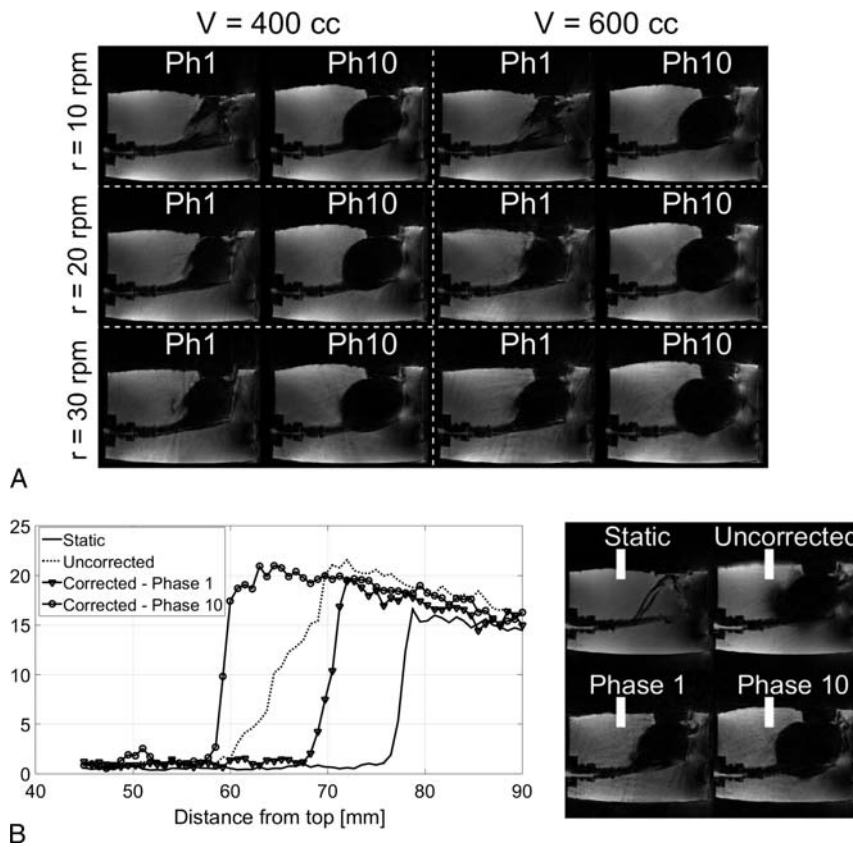 V = 400 cc V = 600 cc
Ph1 Ph10 Ph1 Ph10
r = 10 rpm
Ph1 Ph10 Ph1 Ph10
r = 20 rpm
Ph1 Ph10 Ph1 Ph10
r = 30 rpm
A
25
20
15
10
5
0
Static
Uncorrected
Corrected - Phase 1
Corrected - Phase 10
40 50 60 70 80 90
Distance from top [mm]
Static Uncorrected
Phase 1 Phase 10
B